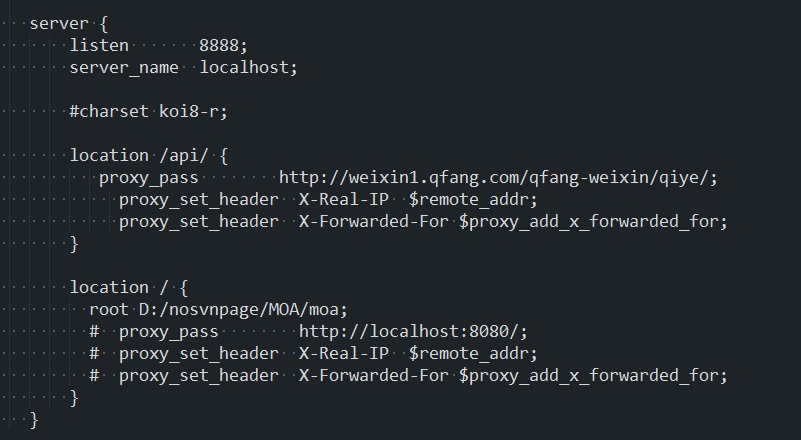 server {
listen 8888;
server_name localhost;
#charset koi8-r;
location /api/ {
proxy_pass http://weixin1.qfang.com/qfang-weixin/qiye/;
proxy_set_header X-Real-IP $remote_addr;
proxy_set_header X-Forwarded-For $proxy_add_x_forwarded_for;
}
location / {
root D:/nosvnpage/MOA/moa;
# proxy_pass http://localhost:8080/;
# proxy_set_header X-Real-IP $remote_addr;
# proxy_set_header X-Forwarded-For $proxy_add_x_forwarded_for;
}
}